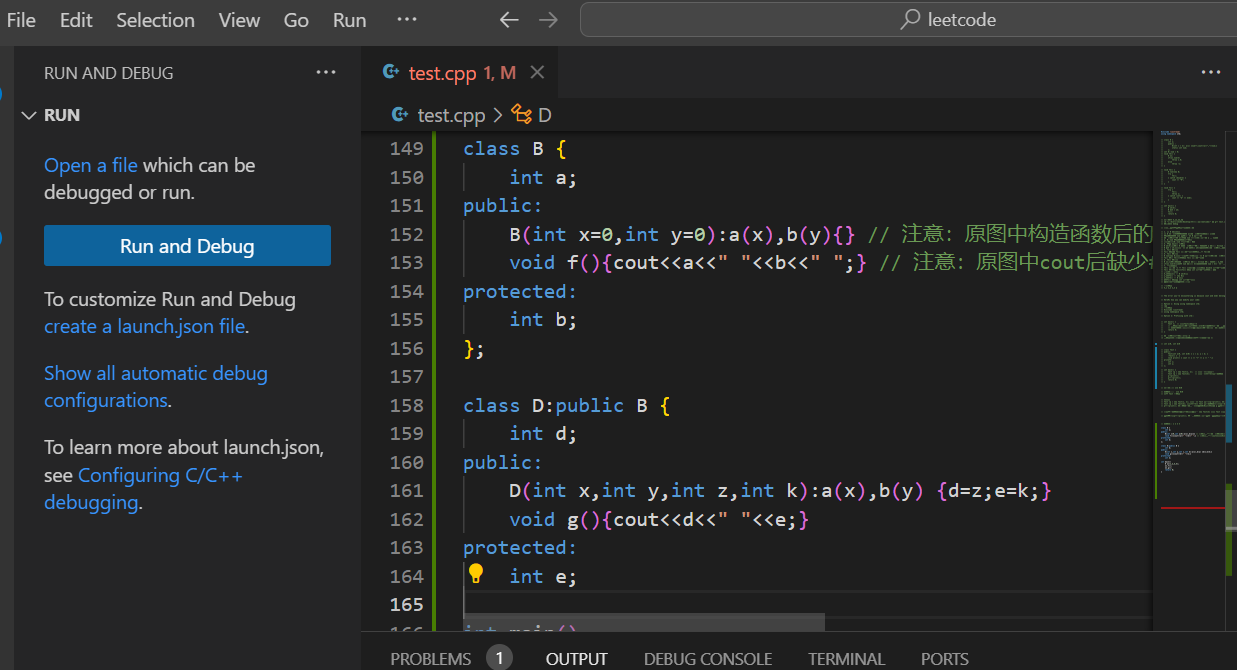 File Edit Selection View Go Run ··· leetcode
RUN AND DEBUG ···
RUN
Open a file which can be
debugged or run.
Run and Debug
To customize Run and Debug
create a launch.json file.
Show all automatic debug
configurations.
To learn more about launch.json,
see Configuring C/C++
debugging.
test.cpp 1, M ···
test.cpp > D
149 class B {
150     int a;
151 public:
152     B(int x=0,int y=0):a(x),b(y){} // 注意: 原图中构造函数后的
153     void f(){cout<<a<<" "<<b<<" ";} // 注意: 原图中cout后缺少
154 protected:
155     int b;
156 };
157
158 class D:public B {
159     int d;
160 public:
161     D(int x,int y,int z,int k):a(x),b(y) {d=z;e=k;}
162     void g(){cout<<d<<" "<<e;}
163 protected:
164     int e;
165
166 int main()
PROBLEMS 1 OUTPUT DEBUG CONSOLE TERMINAL PORTS